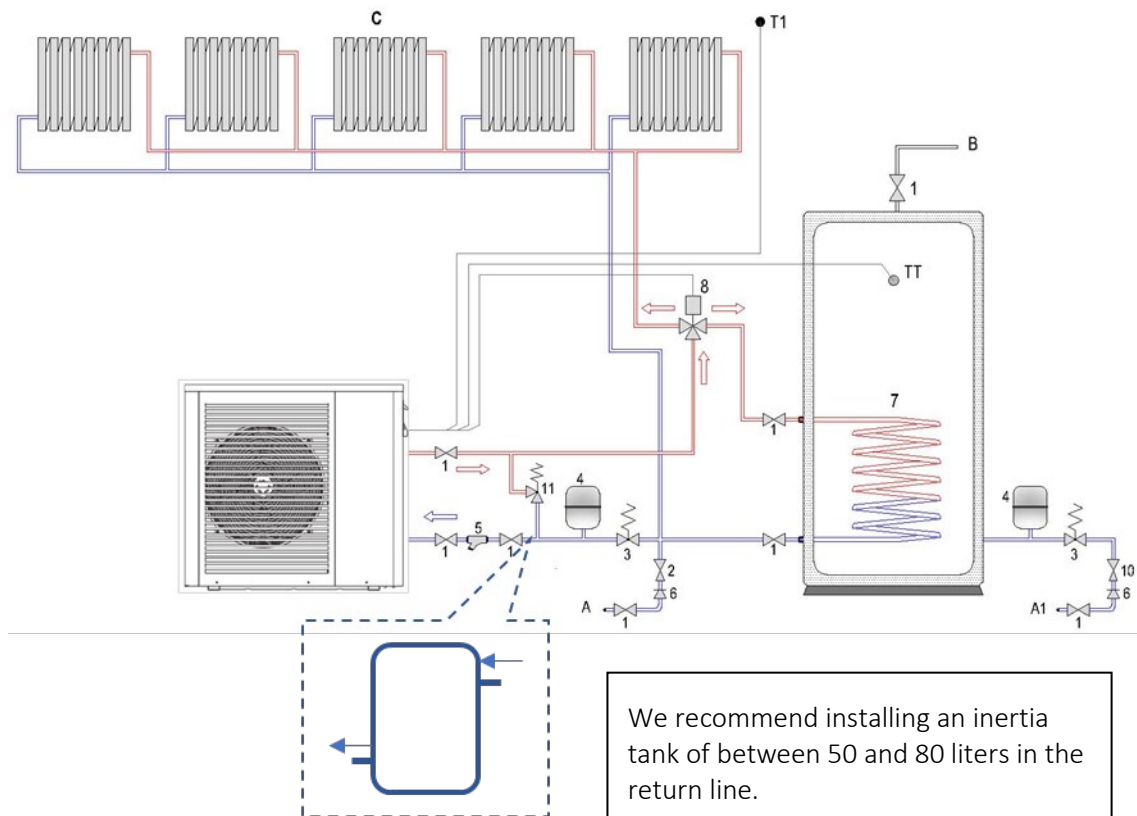 C
T1
B
1
TT
8
7
1
1
11
4
4
5
1
1
3
1
3
2
10
A
6
A1
6
1
1
We recommend installing an inertia
tank of between 50 and 80 liters in the
return line.